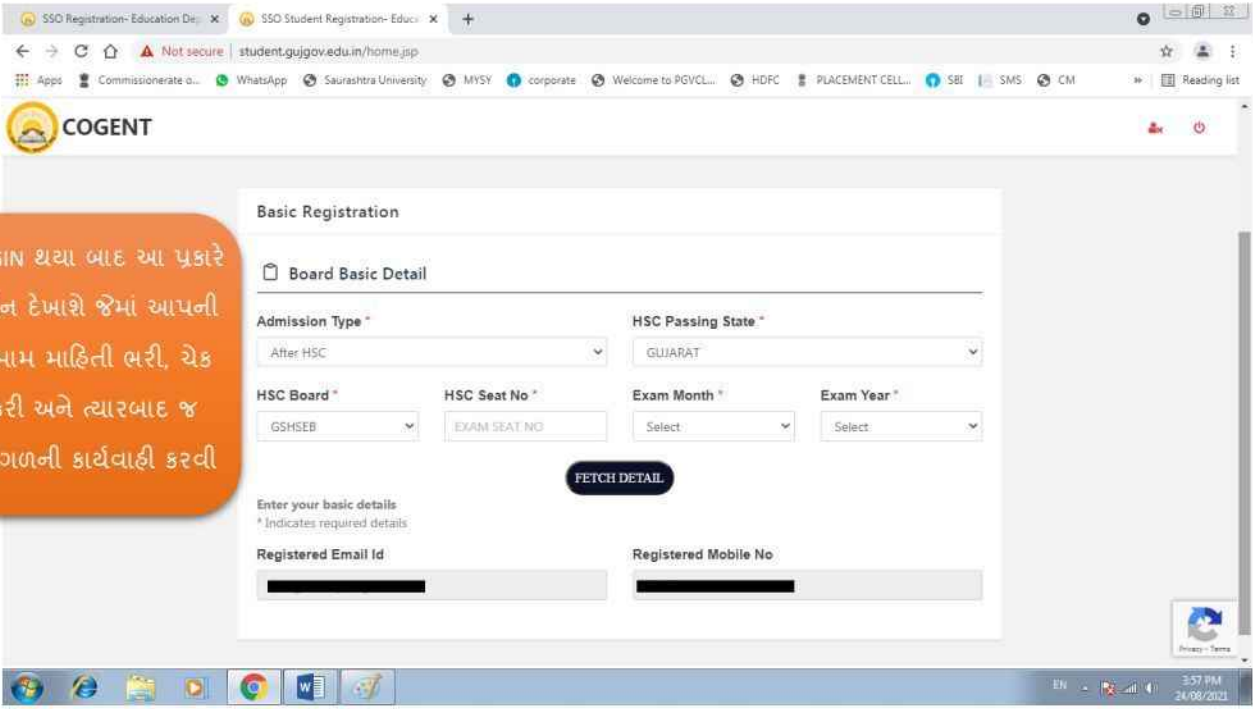 SSO Registration- Education De
SSO Student Registration- Educa
Not secure student.gujgov.edu.in/home.jsp
Apps Commissionerate o... WhatsApp Saurashtra University MYSY corporate Welcome to PGVCL... HDFC PLACEMENT CELL... SBI SMS CM » Reading list
COGENT
Basic Registration
GIN થયા બાદ આ પ્રકારે
ન દેખાશે જેમાં આપની
મામ માહિતી ભરી, ચેક
કરી અને ત્યારબાદ જ
ગળની કાર્યવાહી કરવી
Board Basic Detail
Admission Type *
HSC Passing State *
After HSC
GUJARAT
HSC Board *
HSC Seat No *
Exam Month *
Exam Year *
GSHSEB
EXAM SEAT NO
Select
Select
FETCH DETAIL
Enter your basic details
* Indicates required details
Registered Email Id
Registered Mobile No
Privacy - Terms
EN
3:57 PM
24/08/2021